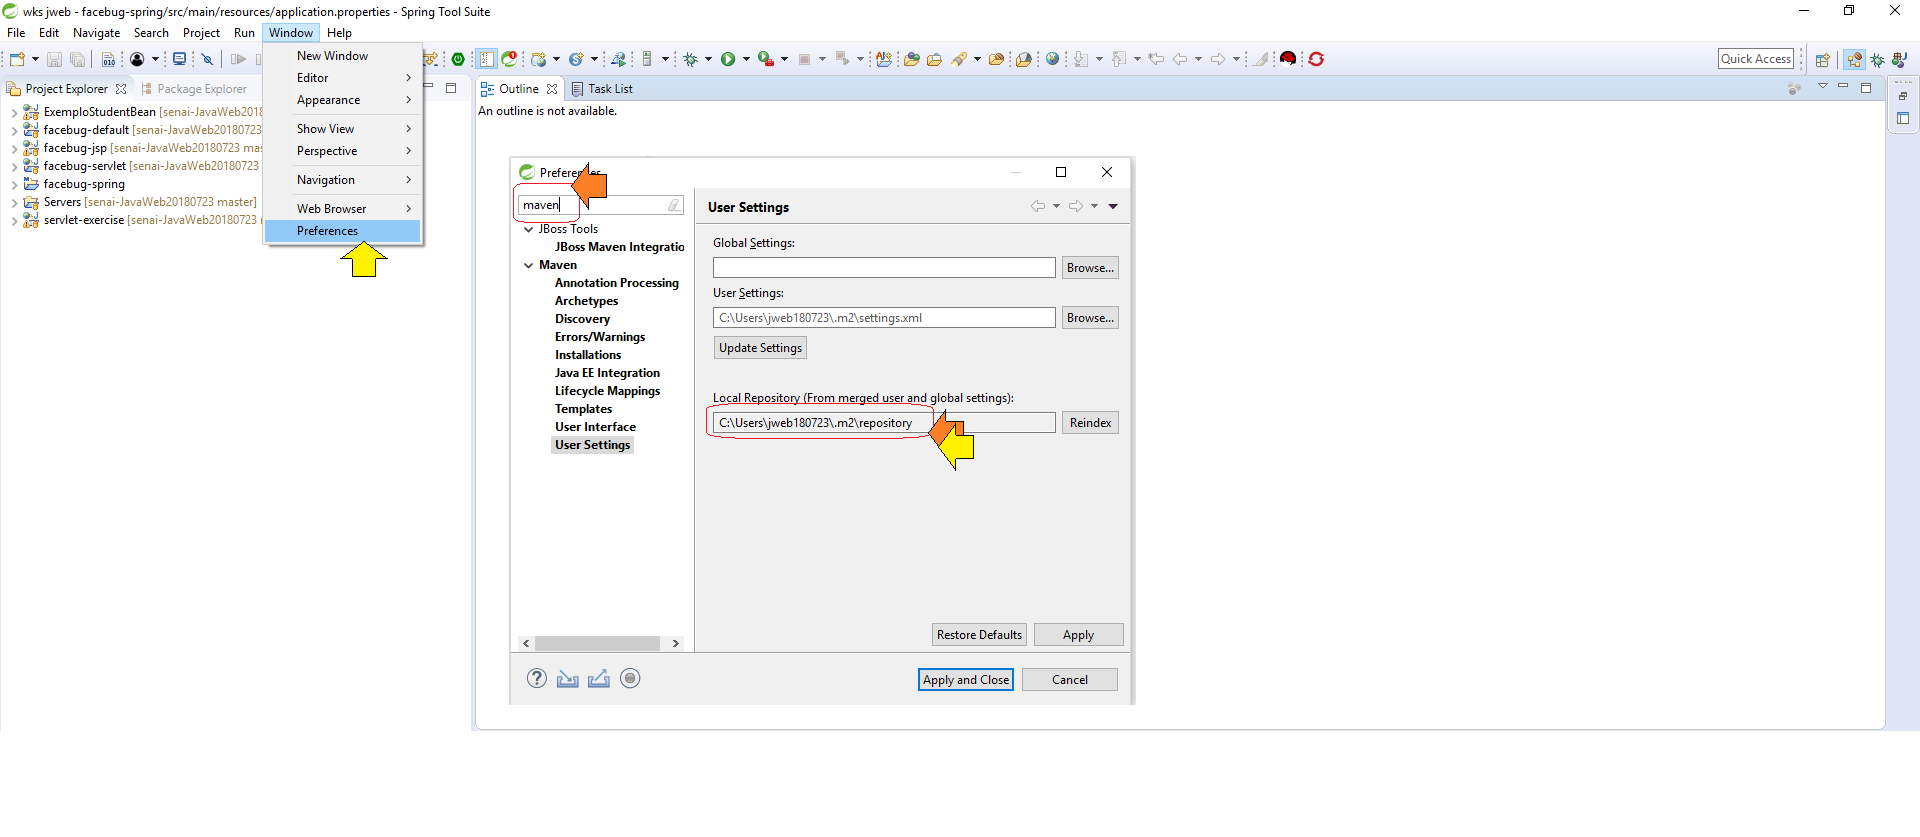 wks jweb - facebug-spring/src/main/resources/application.properties - Spring Tool Suite
File Edit Navigate Search Project Run Window Help
Quick Access
New Window
Editor
Appearance
Show View
Perspective
Navigation
Web Browser
Preferences
Project Explorer Package Explorer
ExemploStudentBean [senai-JavaWeb2018
facebug-default [senai-JavaWeb20180723
facebug-jsp [senai-JavaWeb20180723 mas
facebug-servlet [senai-JavaWeb20180723
facebug-spring
Servers [senai-JavaWeb20180723 master]
servlet-exercise [senai-JavaWeb20180723
Outline Task List
An outline is not available.
Preferences
maven
JBoss Tools
JBoss Maven Integratio
Maven
Annotation Processing
Archetypes
Discovery
Errors/Warnings
Installations
Java EE Integration
Lifecycle Mappings
Templates
User Interface
User Settings
User Settings
Global Settings:
Browse...
User Settings:
C:\Users\jweb180723\.m2\settings.xml Browse...
Update Settings
Local Repository (From merged user and global settings):
C:\Users\jweb180723\.m2\repository Reindex
Restore Defaults Apply
Apply and Close Cancel